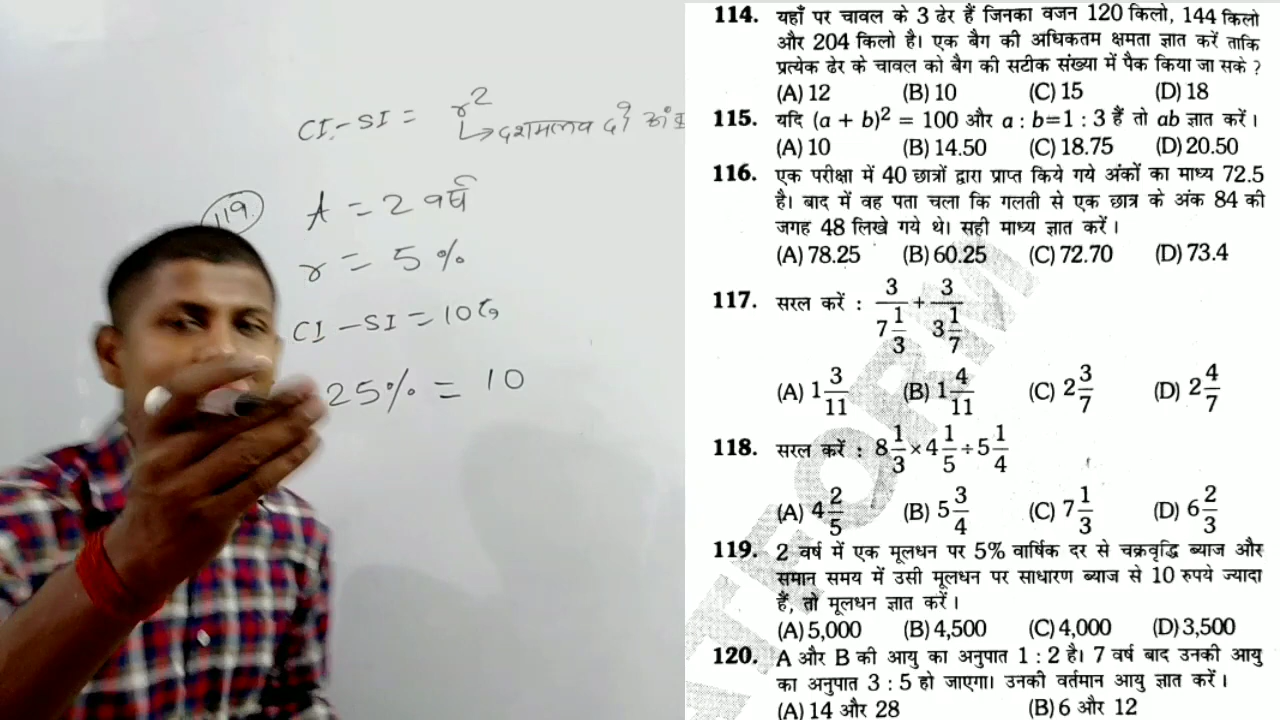 CI-SI = r²
↳ दशमलव दो अंक
119.
A = 2 वर्ष
r = 5 %
CI - SI = 10रु
25% = 10
114. यहाँ पर चावल के 3 ढेर हैं जिनका वजन 120 किलो, 144 किलो
और 204 किलो है। एक बैग की अधिकतम क्षमता ज्ञात करें ताकि
प्रत्येक ढेर के चावल को बैग की सटीक संख्या में पैक किया जा सके ?
(A) 12 (B) 10 (C) 15 (D) 18
115. यदि (a + b)² = 100 और a : b=1 : 3 हैं तो ab ज्ञात करें।
(A) 10 (B) 14.50 (C) 18.75 (D) 20.50
116. एक परीक्षा में 40 छात्रों द्वारा प्राप्त किये गये अंकों का माध्य 72.5
है। बाद में वह पता चला कि गलती से एक छात्र के अंक 84 की
जगह 48 लिखे गये थे। सही माध्य ज्ञात करें।
(A) 78.25 (B) 60.25 (C) 72.70 (D) 73.4
117. सरल करें : 3/(7 1/3) + 3/(3 1/7)
(A) 1 3/11 (B) 1 4/11 (C) 2 3/7 (D) 2 4/7
118. सरल करें : 8 1/3 × 4 1/5 ÷ 5 1/4
(A) 4 2/5 (B) 5 3/4 (C) 7 1/3 (D) 6 2/3
119. 2 वर्ष में एक मूलधन पर 5% वार्षिक दर से चक्रवृद्धि ब्याज और
समान समय में उसी मूलधन पर साधारण ब्याज से 10 रुपये ज्यादा
हैं, तो मूलधन ज्ञात करें।
(A) 5,000 (B) 4,500 (C) 4,000 (D) 3,500
120. A और B की आयु का अनुपात 1 : 2 है। 7 वर्ष बाद उनकी आयु
का अनुपात 3 : 5 हो जाएगा। उनकी वर्तमान आयु ज्ञात करें।
(A) 14 और 28 (B) 6 और 12